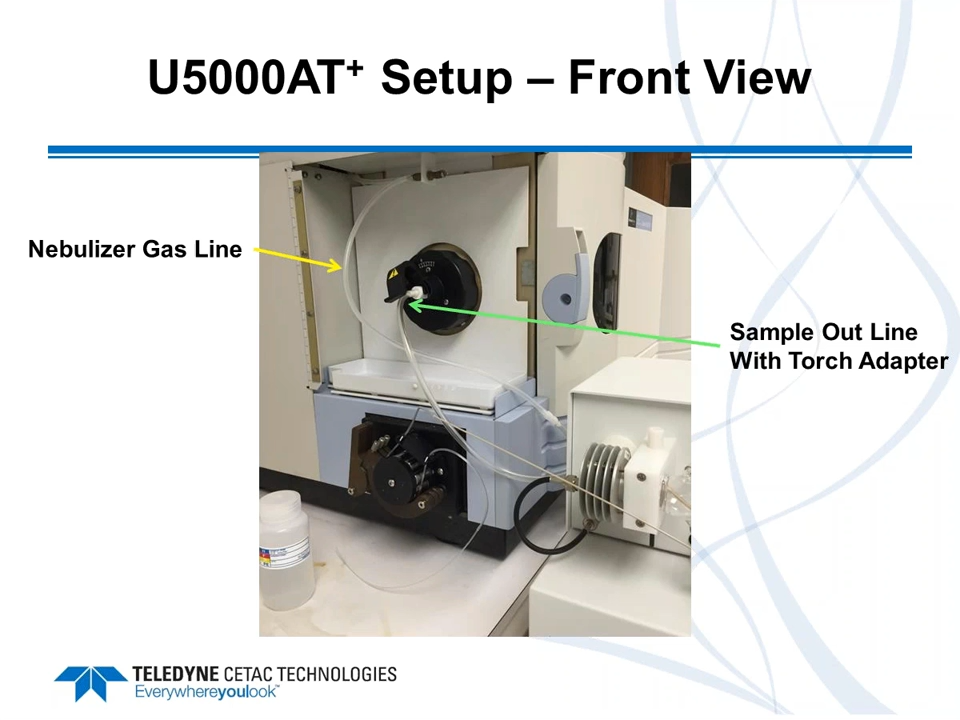 U5000AT⁺ Setup – Front View
Nebulizer Gas Line
Sample Out Line
With Torch Adapter
TELEDYNE CETAC TECHNOLOGIES
Everywhereyoulook™